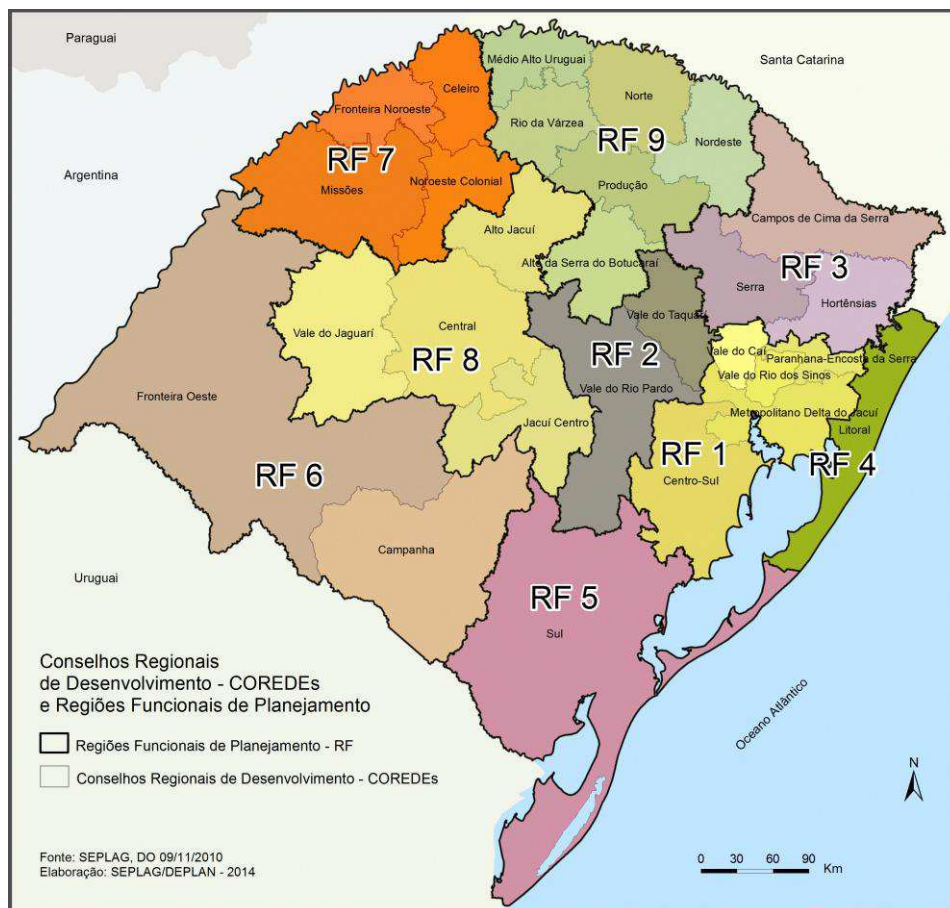 Paraguai
Santa Catarina
Argentina
Uruguai
Oceano Atlântico
Médio Alto Uruguai
Norte
Celeiro
Fronteira Noroeste
Rio da Várzea
Nordeste
RF 9
RF 7
Missões
Noroeste Colonial
Produção
Campos de Cima da Serra
Alto Jacuí
Alto da Serra do Botucaraí
RF 3
Serra
Hortênsias
Vale do Jaguarí
Central
Vale do Taquarí
RF 8
RF 2
Vale do Caí
Paranhana-Encosta da Serra
Vale do Rio dos Sinos
Fronteira Oeste
Vale do Rio Pardo
Metropolitano Delta do Jacuí
Jacuí Centro
Litoral
RF 6
RF 1
RF 4
Centro-Sul
Campanha
RF 5
Sul
Conselhos Regionais
de Desenvolvimento - COREDEs
e Regiões Funcionais de Planejamento
Regiões Funcionais de Planejamento - RF
Conselhos Regionais de Desenvolvimento - COREDEs
Fonte: SEPLAG, DO 09/11/2010
Elaboração: SEPLAG/DEPLAN - 2014
N
0 30 60 90
Km